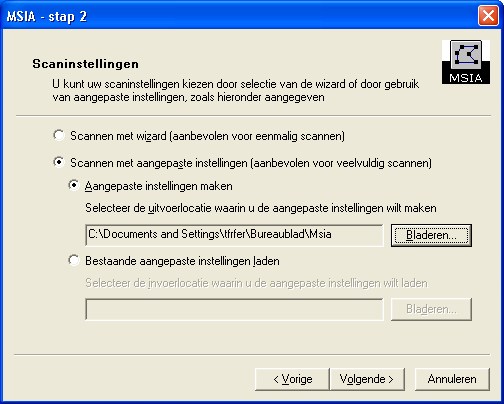 MSIA - stap 2
Scaninstellingen
U kunt uw scaninstellingen kiezen door selectie van de wizard of door gebruik
van aangepaste instellingen, zoals hieronder aangegeven
MSIA
Scannen met wizard (aanbevolen voor eenmalig scannen)
Scannen met aangepaste instellingen (aanbevolen voor veelvuldig scannen)
Aangepaste instellingen maken
Selecteer de uitvoerlocatie waarin u de aangepaste instellingen wilt maken
C:\Documents and Settings\tfrfer\Bureaublad\Msia
Bladeren...
Bestaande aangepaste instellingen laden
Selecteer de invoerlocatie waarin u de aangepaste instellingen wilt laden
Bladeren...
< Vorige
Volgende >
Annuleren